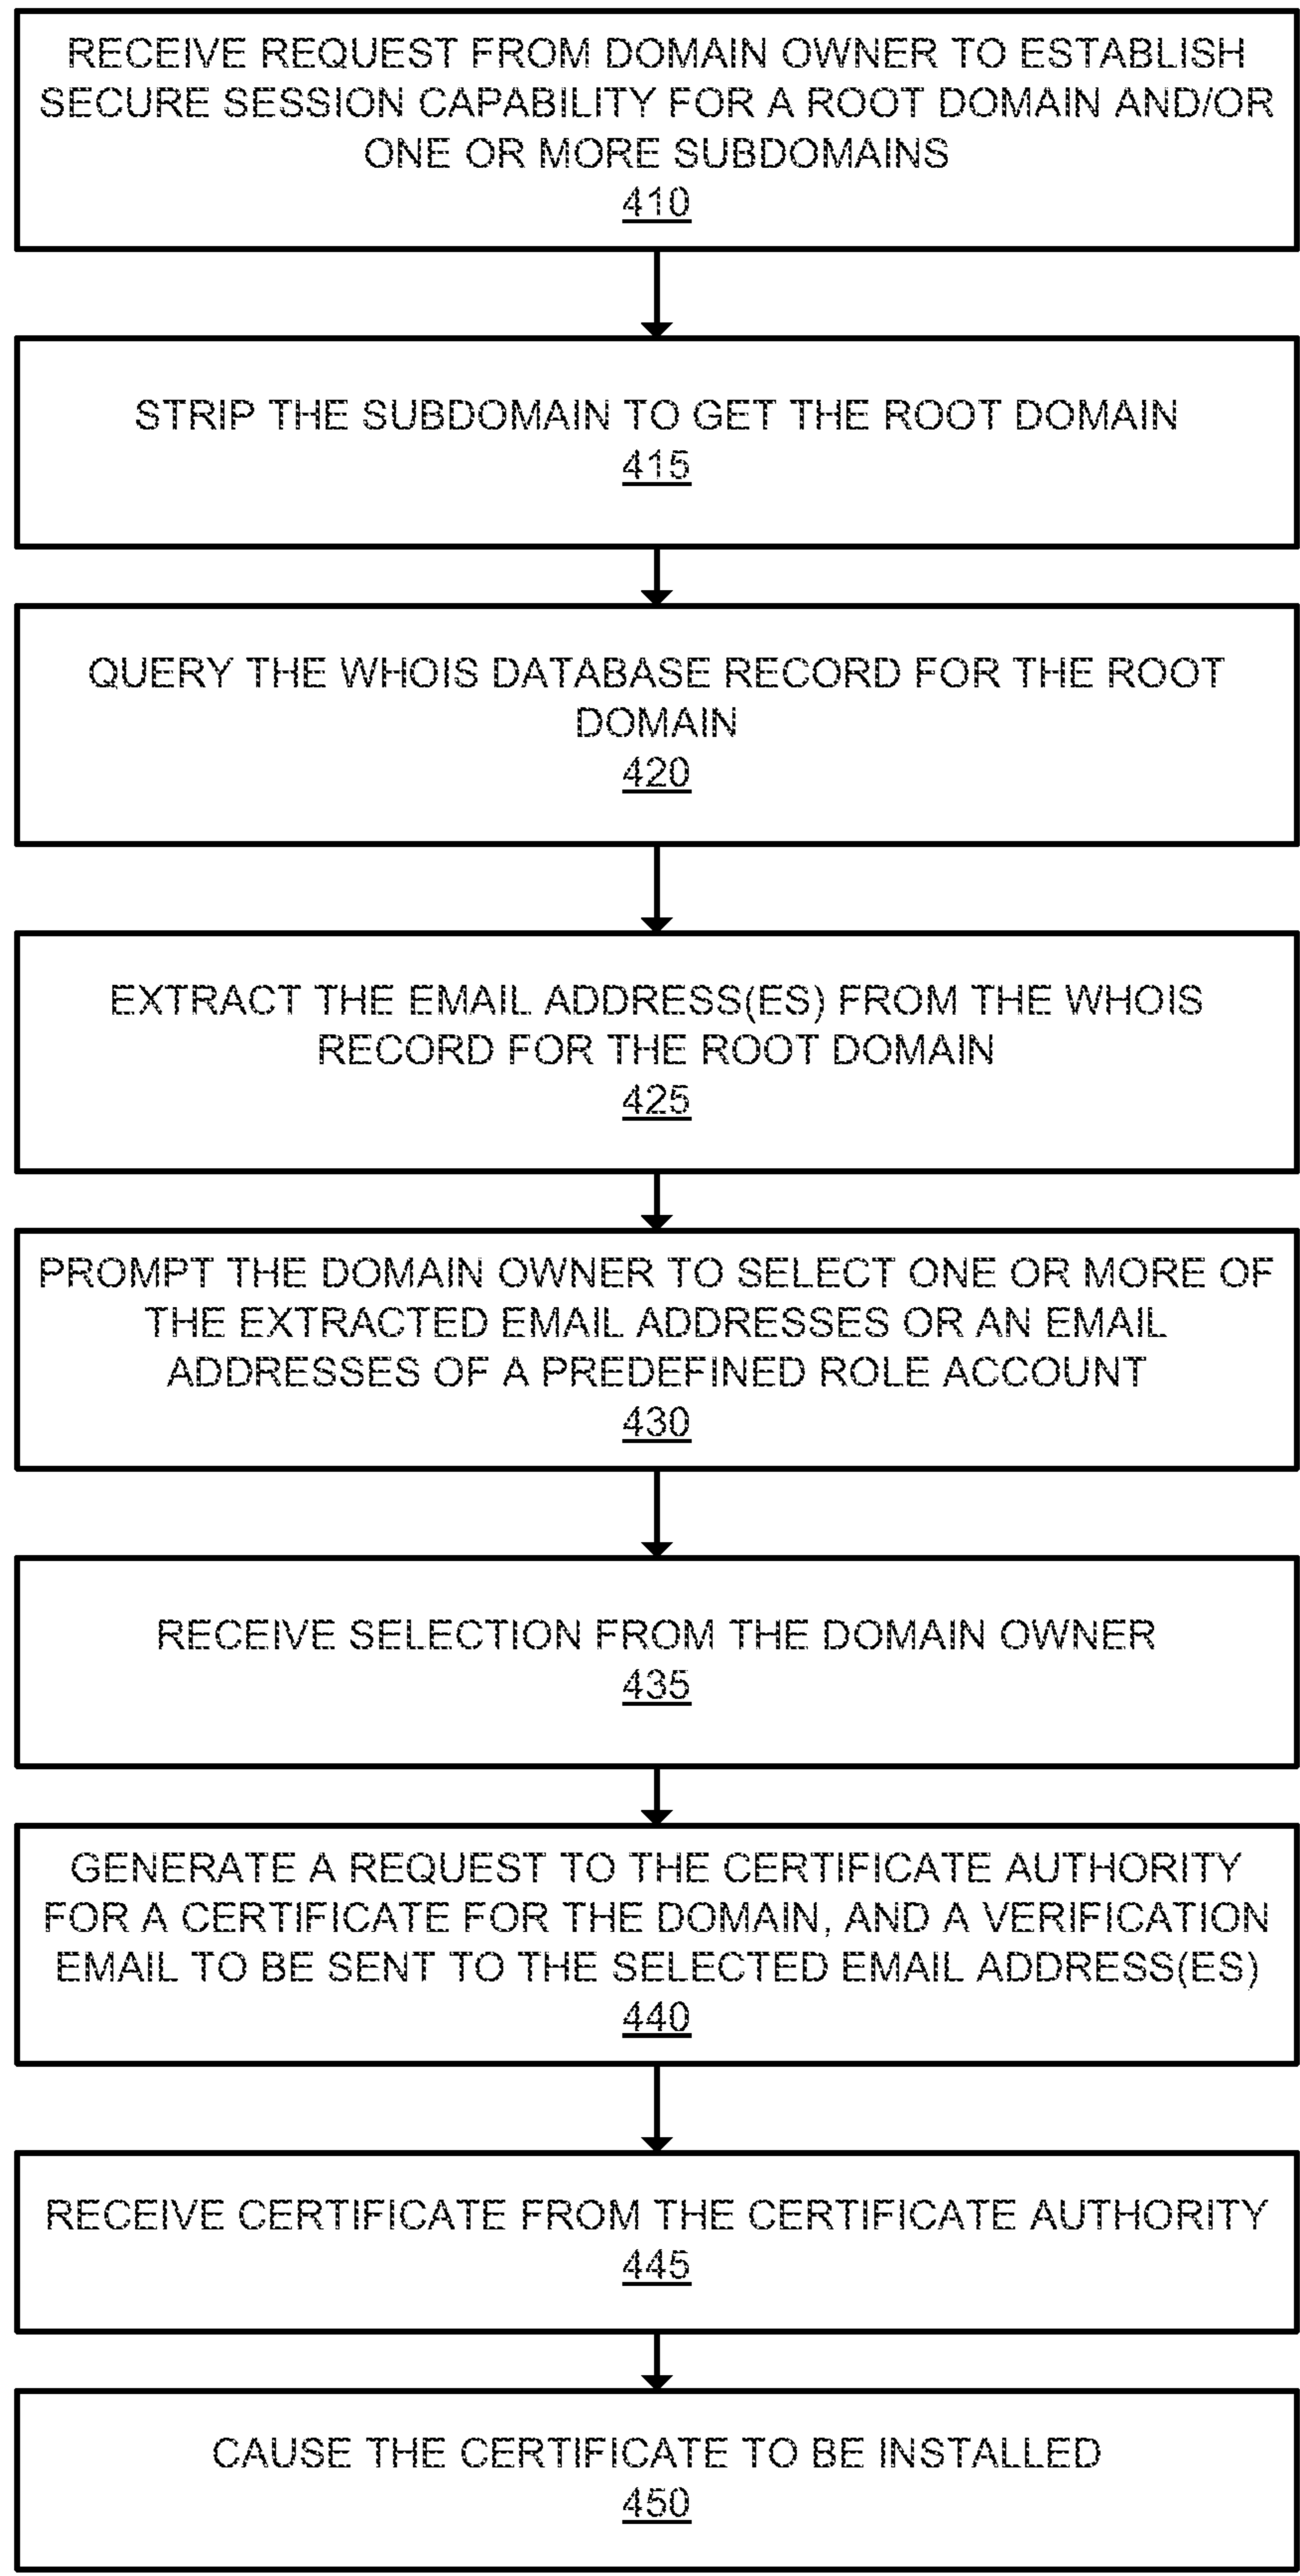 RECEIVE REQUEST FROM DOMAIN OWNER TO ESTABLISH
SECURE SESSION CAPABILITY FOR A ROOT DOMAIN AND/OR
ONE OR MORE SUBDOMAINS
410
STRIP THE SUBDOMAIN TO GET THE ROOT DOMAIN
415
QUERY THE WHOIS DATABASE RECORD FOR THE ROOT
DOMAIN
420
EXTRACT THE EMAIL ADDRESS(ES) FROM THE WHOIS
RECORD FOR THE ROOT DOMAIN
425
PROMPT THE DOMAIN OWNER TO SELECT ONE OR MORE OF
THE EXTRACTED EMAIL ADDRESSES OR AN EMAIL
ADDRESSES OF A PREDEFINED ROLE ACCOUNT
430
RECEIVE SELECTION FROM THE DOMAIN OWNER
435
GENERATE A REQUEST TO THE CERTIFICATE AUTHORITY
FOR A CERTIFICATE FOR THE DOMAIN, AND A VERIFICATION
EMAIL TO BE SENT TO THE SELECTED EMAIL ADDRESS(ES)
440
RECEIVE CERTIFICATE FROM THE CERTIFICATE AUTHORITY
445
CAUSE THE CERTIFICATE TO BE INSTALLED
450